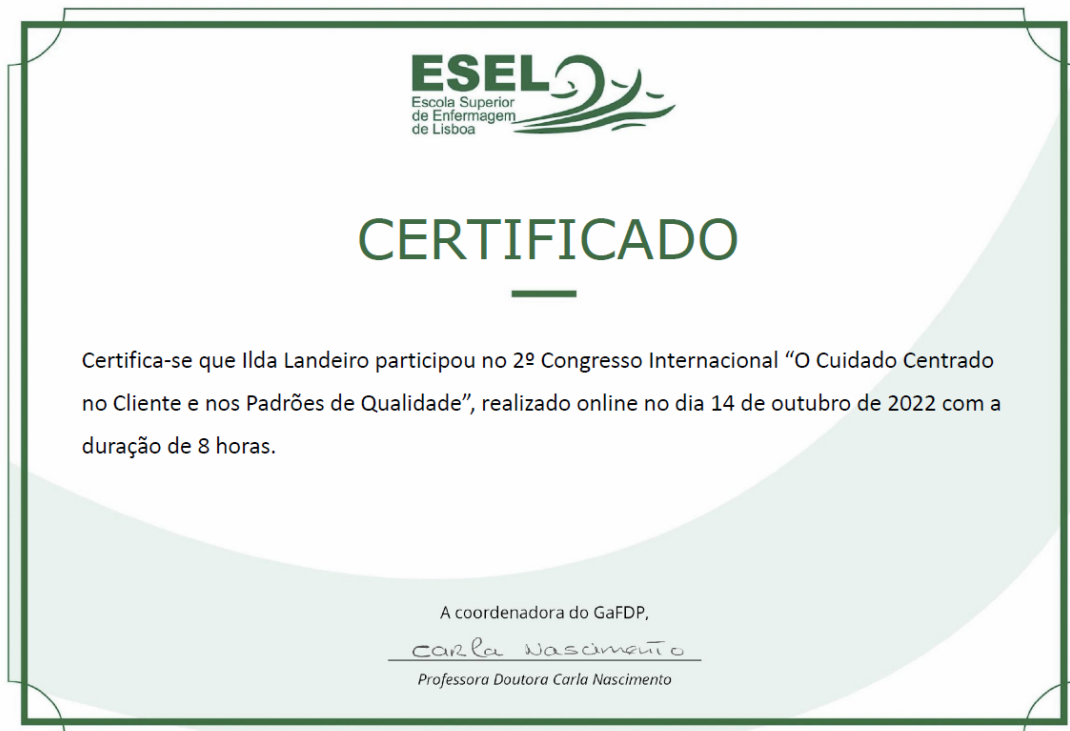 ESEL
Escola Superior
de Enfermagem
de Lisboa
CERTIFICADO
Certifica-se que Ilda Landeiro participou no 2º Congresso Internacional “O Cuidado Centrado
no Cliente e nos Padrões de Qualidade”, realizado online no dia 14 de outubro de 2022 com a
duração de 8 horas.
A coordenadora do GaFDP,
Carla Nascimento
Professora Doutora Carla Nascimento